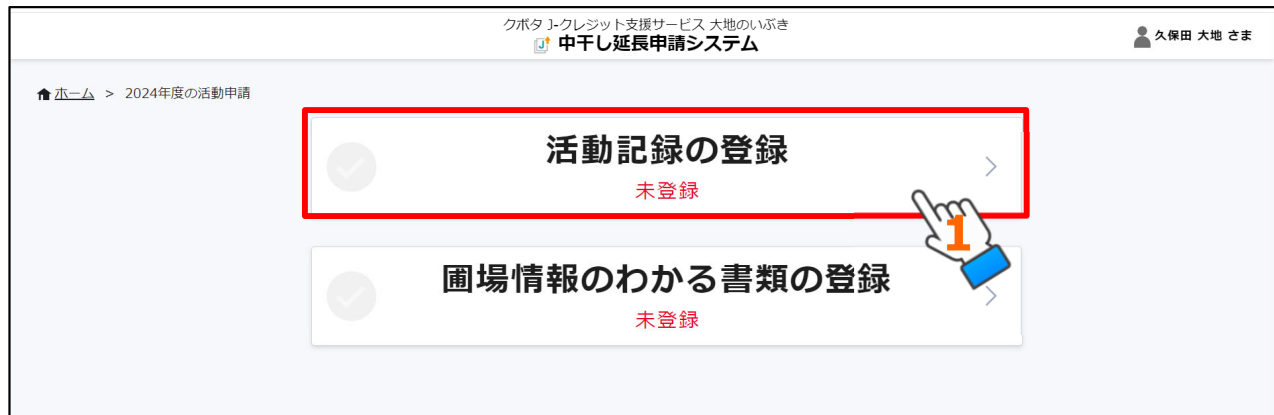 クボタ J-クレジット支援サービス 大地のいぶき
中干し延長申請システム
久保田 大地 さま
ホーム > 2024年度の活動申請
活動記録の登録
未登録
1
圃場情報のわかる書類の登録
未登録